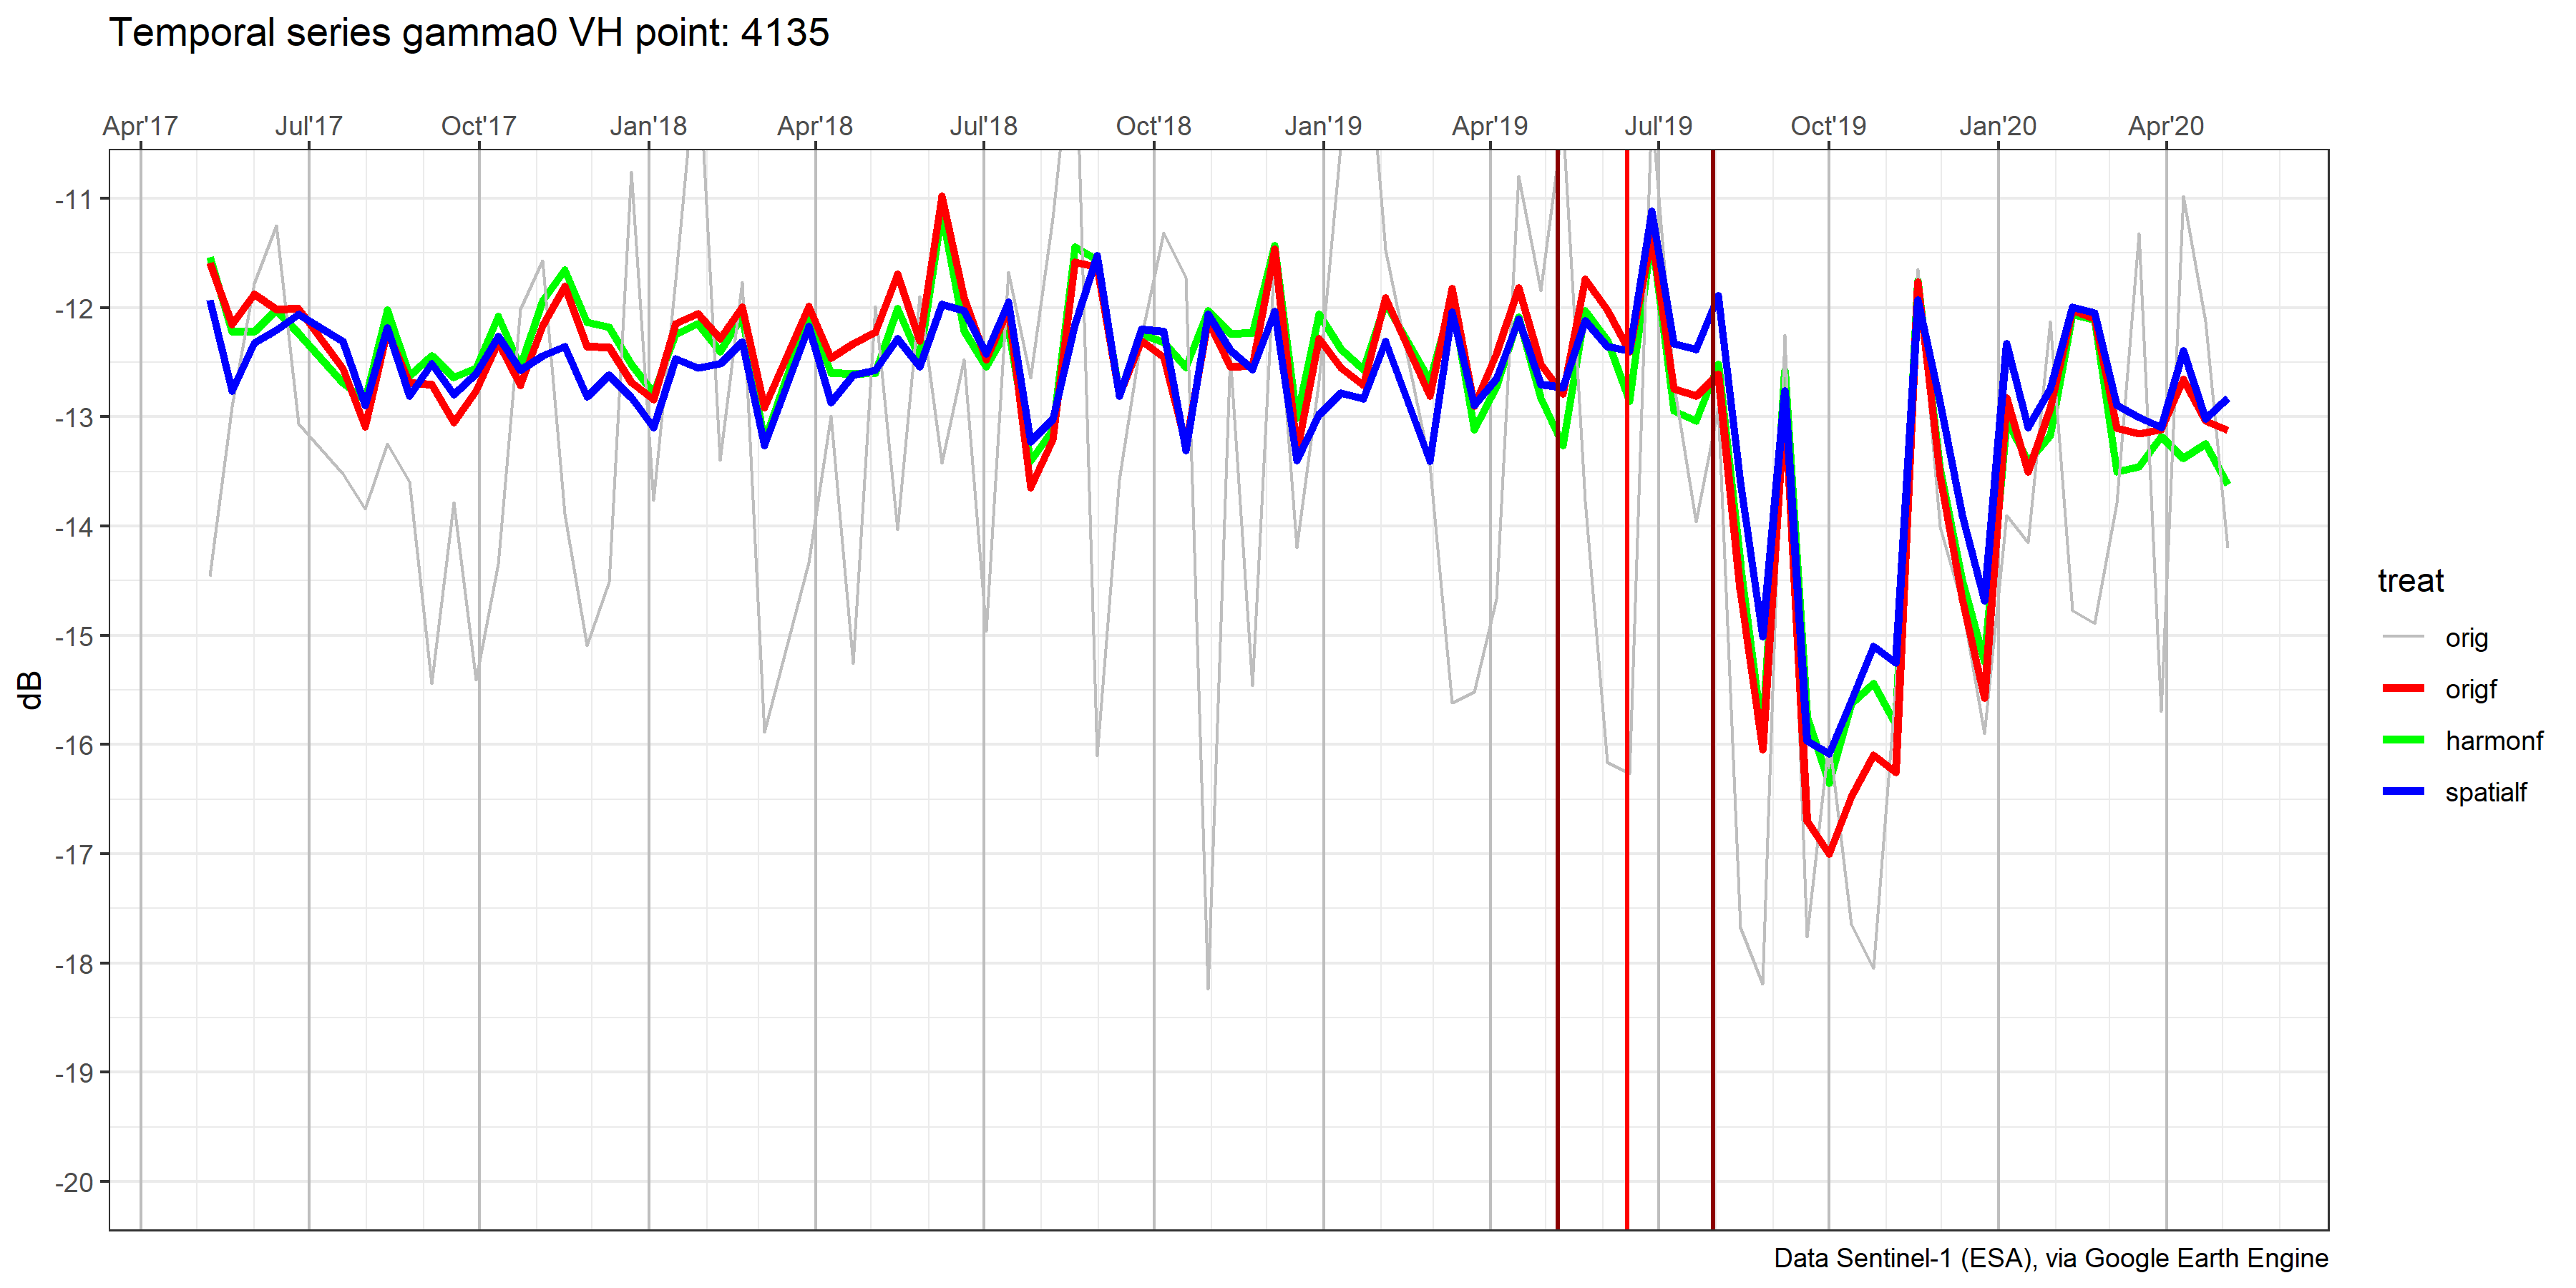 Temporal series gamma0 VH point: 4135
Apr'17 Jul'17 Oct'17 Jan'18 Apr'18 Jul'18 Oct'18 Jan'19 Apr'19 Jul'19 Oct'19 Jan'20 Apr'20
-11
-12
-13
-14
-15
-16
-17
-18
-19
-20
dB
treat
orig
origf
harmonf
spatialf
Data Sentinel-1 (ESA), via Google Earth Engine